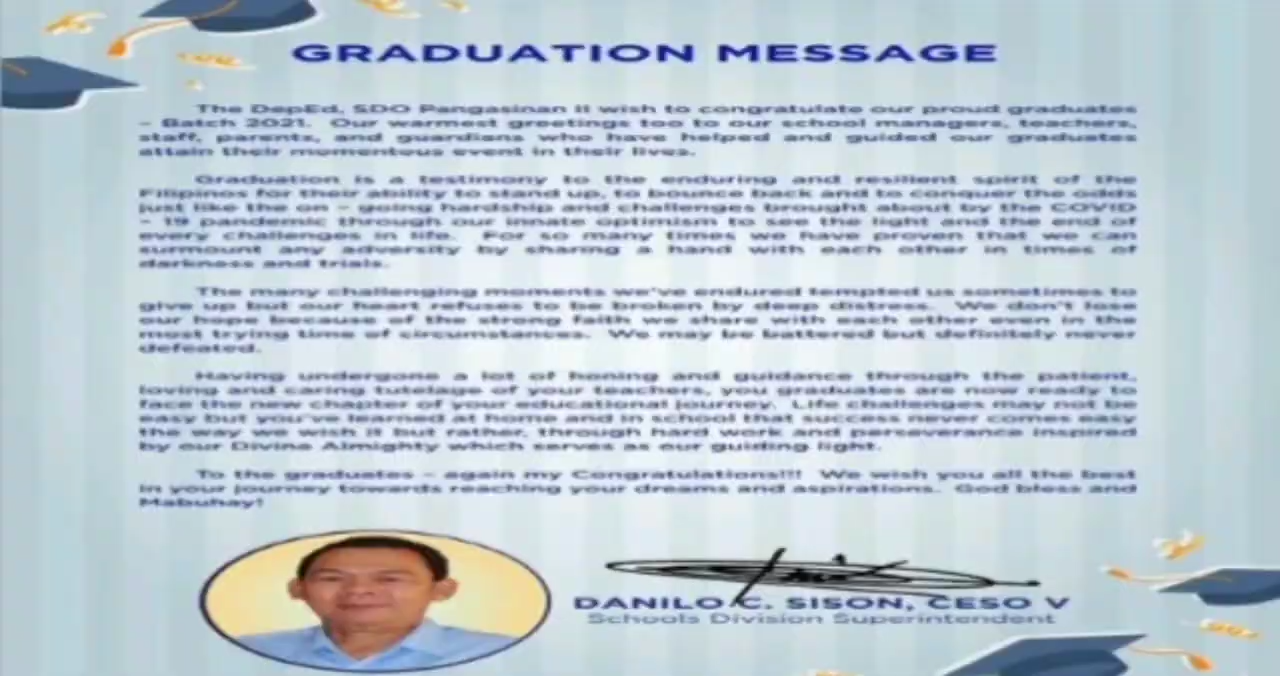 GRADUATION MESSAGE
The DepEd, SDO Pangasinan II wish to congratulate our proud graduates
– Batch 2021. Our warmest greetings too to our school managers, teachers,
staff, parents, and guardians who have helped and guided our graduates
attain their momentous event in their lives.
Graduation is a testimony to the enduring and resilient spirit of the
Filipinos for their ability to stand up, to bounce back and to conquer the odds
just like the on – going hardship and challenges brought about by the COVID
– 19 pandemic through our innate optimism to see the light and the end of
every challenges in life. For so many times we have proven that we can
surmount any adversity by sharing a hand with each other in times of
darkness and trials.
The many challenging moments we've endured tempted us sometimes to
give up but our heart refuses to be broken by deep distress. We don't lose
our hope because of the strong faith we share with each other even in the
most trying time of circumstances. We may be battered but definitely never
defeated.
Having undergone a lot of honing and guidance through the patient,
loving and caring tutelage of your teachers, you graduates are now ready to
face the new chapter of your educational journey. Life challenges may not be
easy but you've learned at home and in school that success never comes easy
the way we wish it but rather, through hard work and perseverance inspired
by our Divine Almighty which serves as our guiding light.
To the graduates – again my Congratulations!!! We wish you all the best
in your journey towards reaching your dreams and aspirations. God bless and
Mabuhay!
DANILO C. SISON, CESO V
Schools Division Superintendent